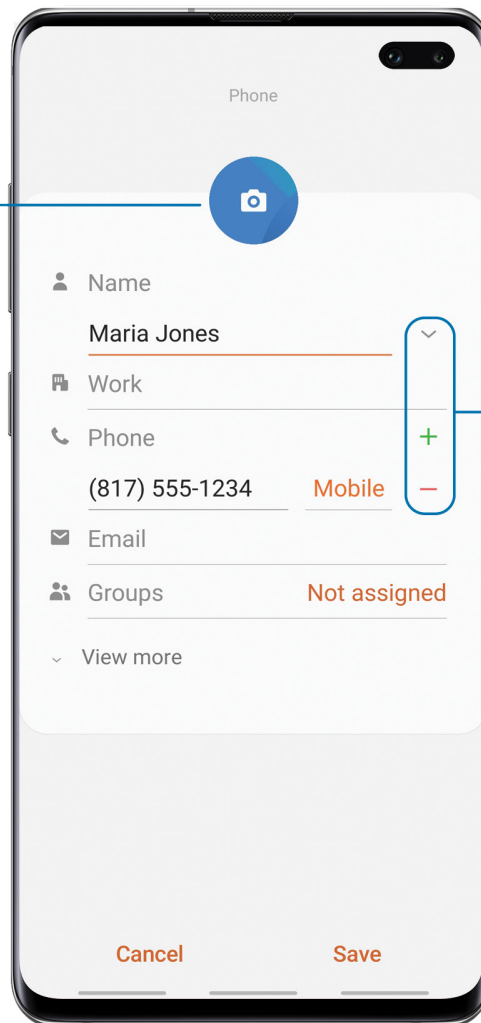 Phone
Name
Maria Jones
Work
Phone
(817) 555-1234 Mobile
Email
Groups Not assigned
View more
Cancel Save